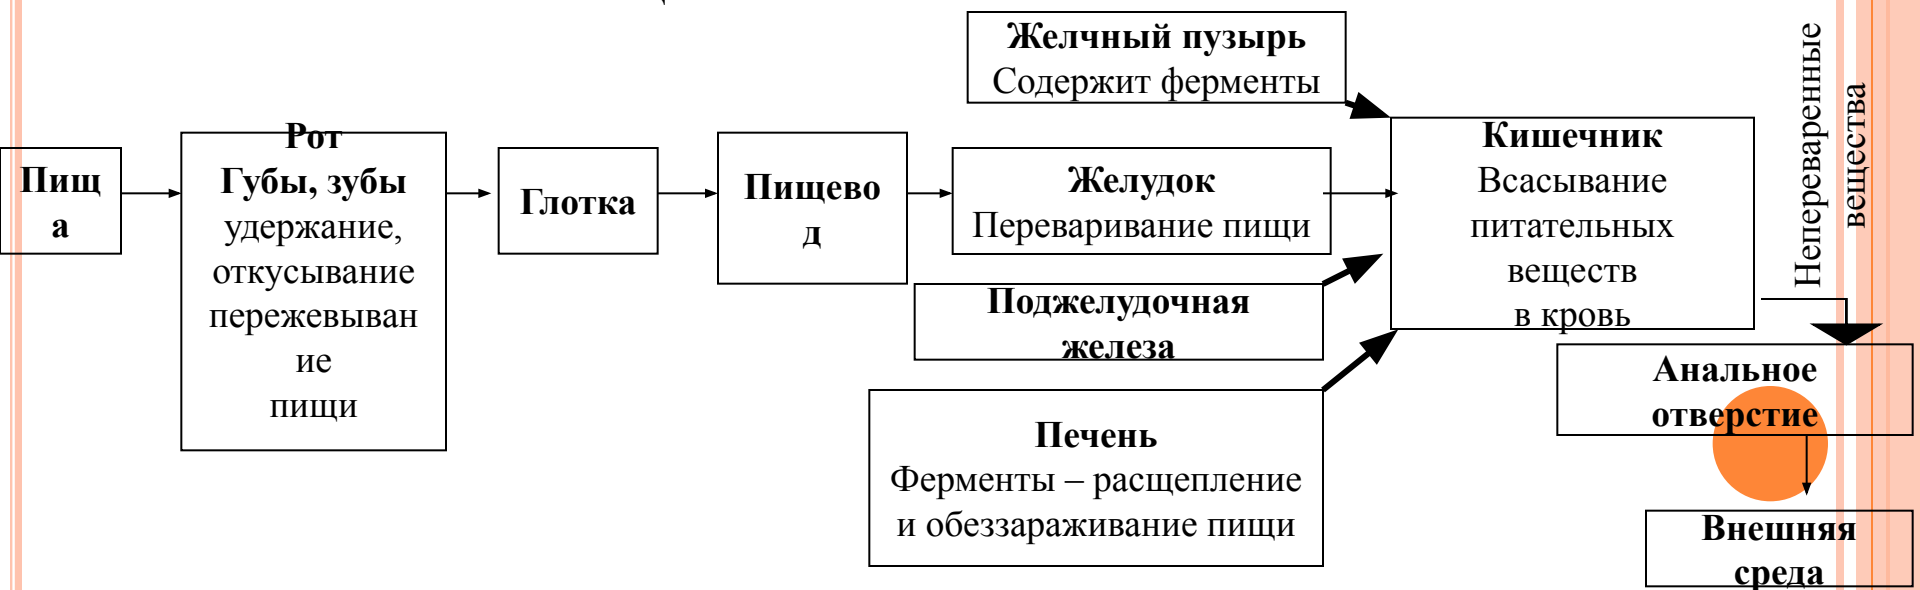 Пищ
а
Рот
Губы, зубы
удержание,
откусывание
пережевыван
ие
пищи
Глотка
Пищево
д
Желчный пузырь
Содержит ферменты
Желудок
Переваривание пищи
Поджелудочная
железа
Печень
Ферменты – расщепление
и обеззараживание пищи
Кишечник
Всасывание
питательных
веществ
в кровь
Непереваренные
вещества
Анальное
отверстие
Внешняя
среда